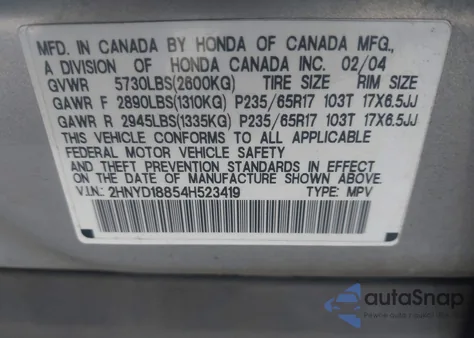 MFD. IN CANADA BY HONDA OF CANADA MFG.,
A DIVISION OF HONDA CANADA INC. 02/04
GVWR 5730LBS(2600KG) TIRE SIZE RIM SIZE
GAWR F 2890LBS(1310KG) P235/65R17 103T 17X6.5JJ
GAWR R 2945LBS(1335KG) P235/65R17 103T 17X6.5JJ
THIS VEHICLE CONFORMS TO ALL APPLICABLE
FEDERAL MOTOR VEHICLE SAFETY
AND THEFT PREVENTION STANDARDS IN EFFECT
ON THE DATE OF MANUFACTURE SHOWN ABOVE.
V.I.N.: 2HNYD18854H523419 TYPE: MPV
autoSnap